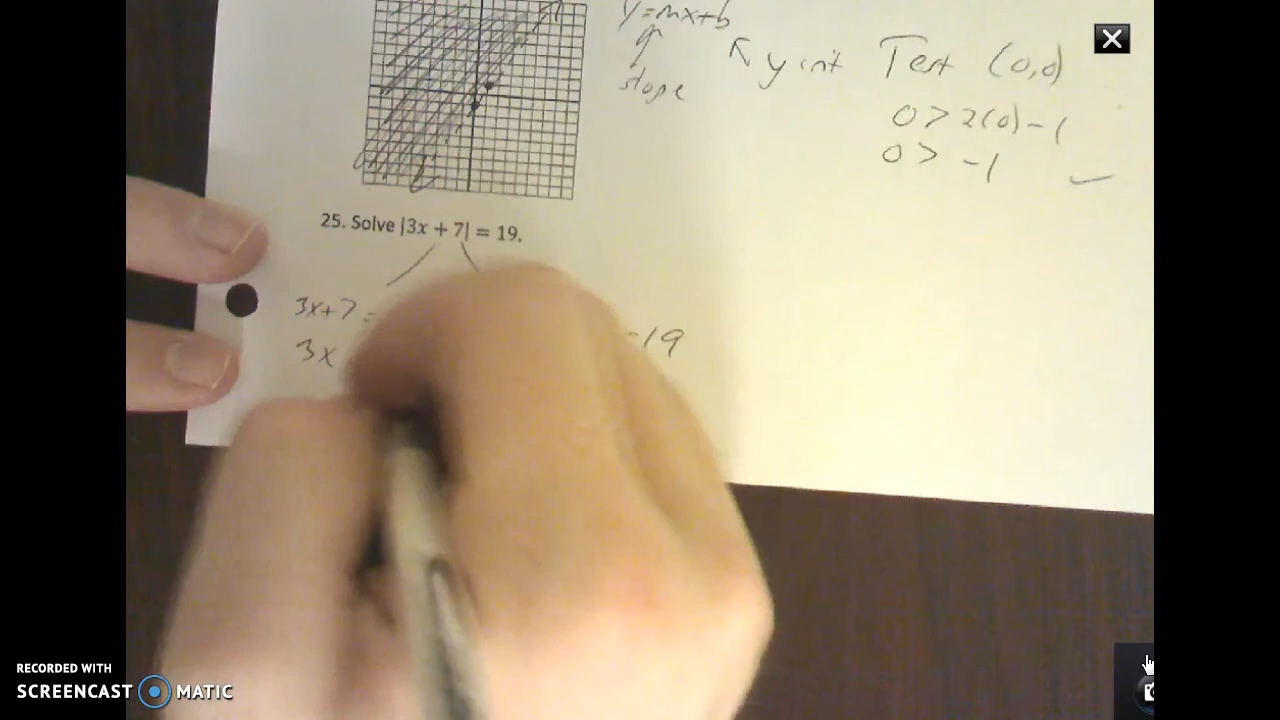 y=mx+b
slope
y int
Test (0,0)
0 > 2(0) - 1
0 > -1 ✓
25. Solve |3x + 7| = 19.
3x+7 =
3x
=19
RECORDED WITH
SCREENCAST MATIC